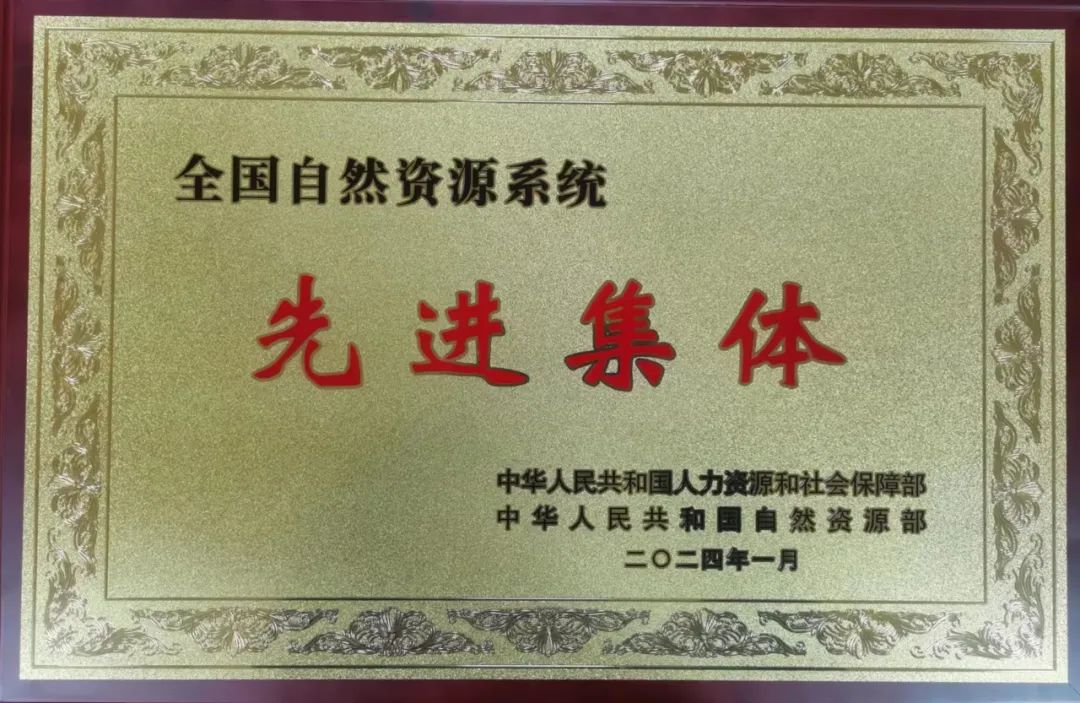 全国自然资源系统
先进集体
中华人民共和国人力资源和社会保障部
中华人民共和国自然资源部
二〇二四年一月